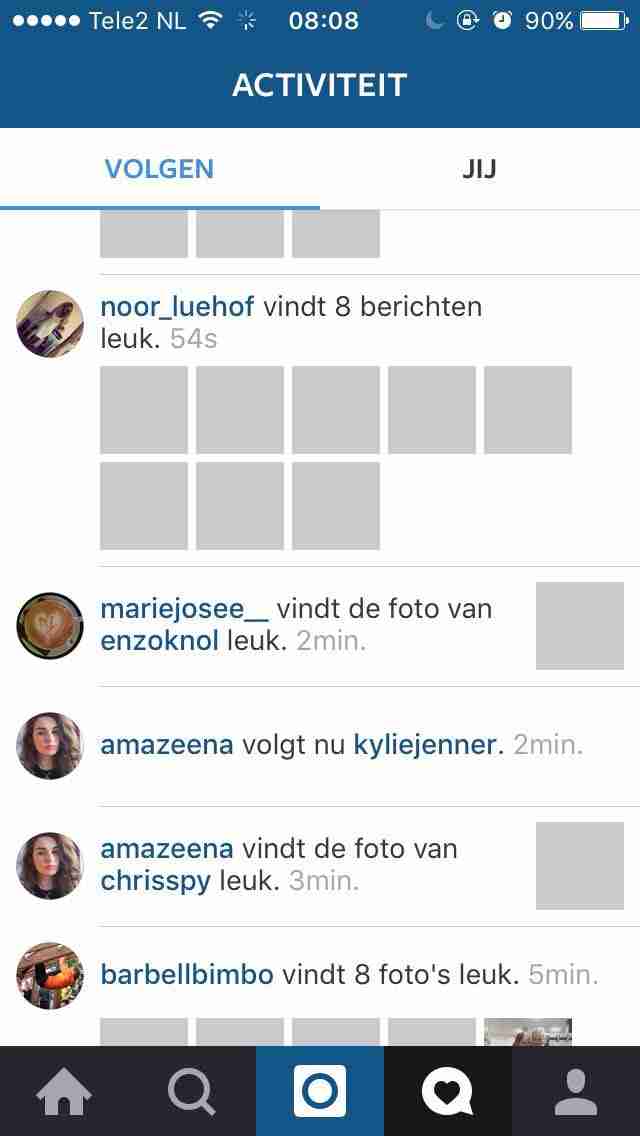 Tele2 NL 08:08 90%
ACTIVITEIT
VOLGEN JIJ
noor_luehof vindt 8 berichten
leuk. 54s
mariejosee__ vindt de foto van
enzoknol leuk. 2min.
amazeena volgt nu kyliejenner. 2min.
amazeena vindt de foto van
chrisspy leuk. 3min.
barbellbimbo vindt 8 foto's leuk. 5min.